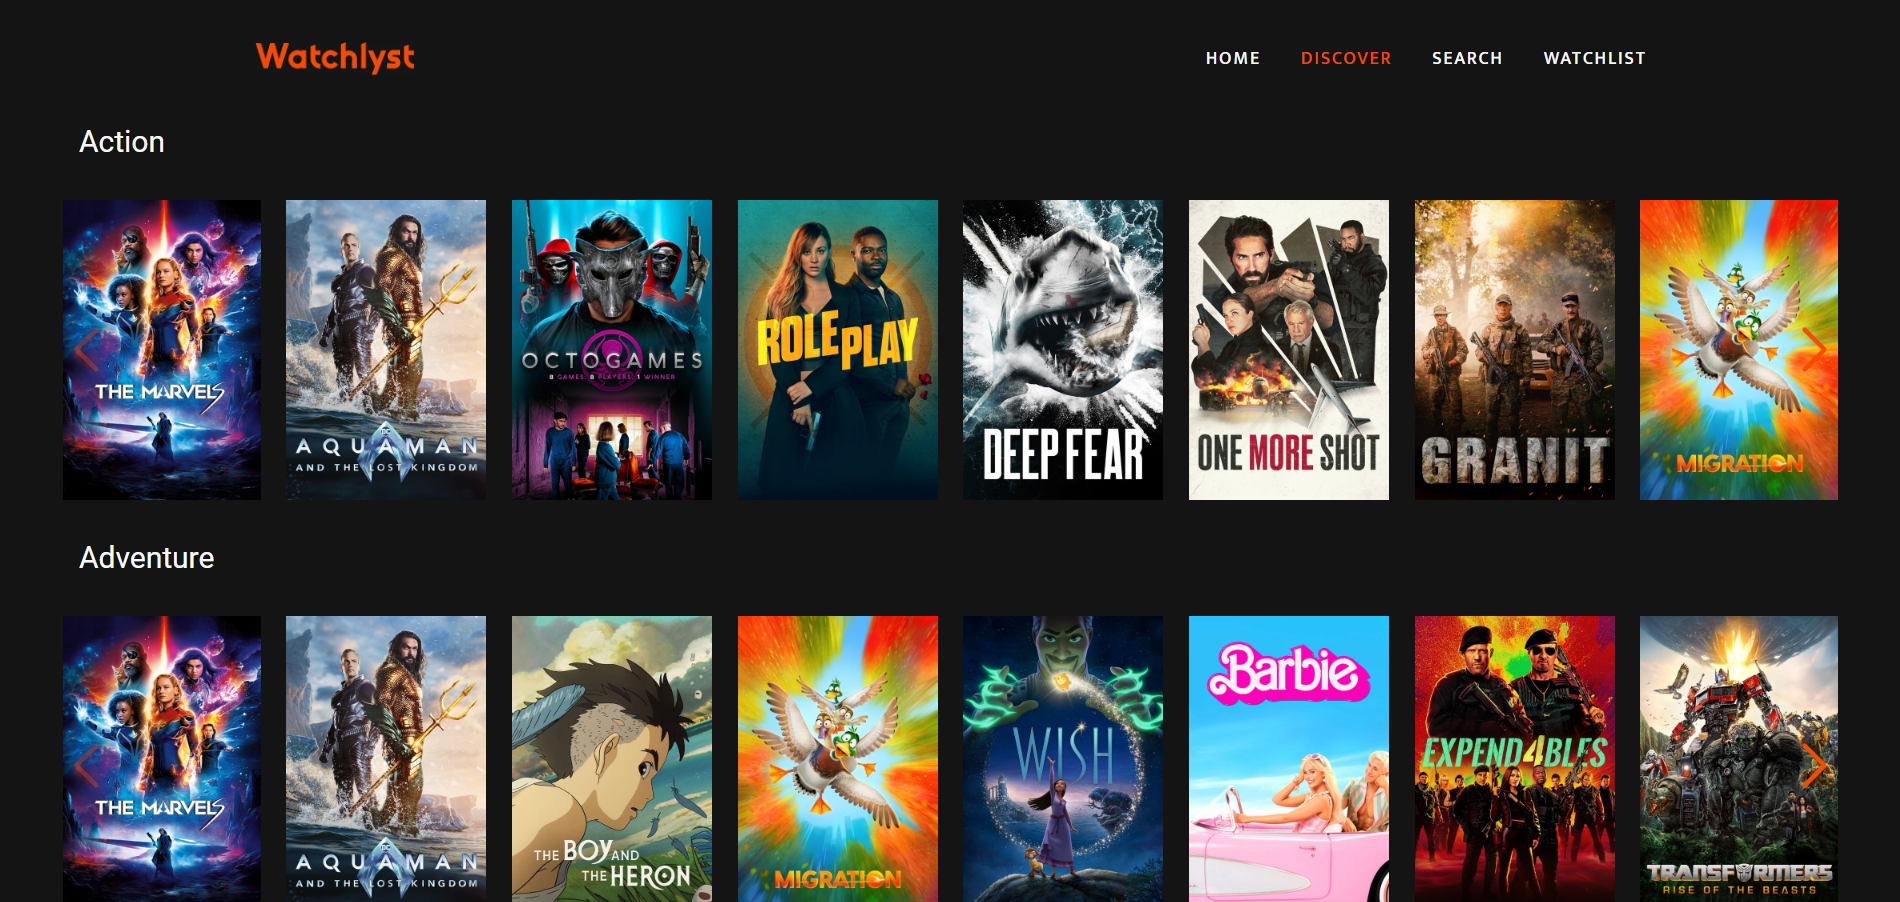 Watchlyst
HOME DISCOVER SEARCH WATCHLIST
Action
THE MARVELS
AQUAMAN
AND THE LOST KINGDOM
OCTOGAMES
8 GAMES. 8 PLAYERS. 1 WINNER
ROLE PLAY
DEEP FEAR
ONE MORE SHOT
GRANIT
MIGRATION
Adventure
THE MARVELS
AQUAMAN
AND THE LOST KINGDOM
THE BOY AND
THE HERON
MIGRATION
WISH
Barbie
EXPEND4BLES
TRANSFORMERS
RISE OF THE BEASTS